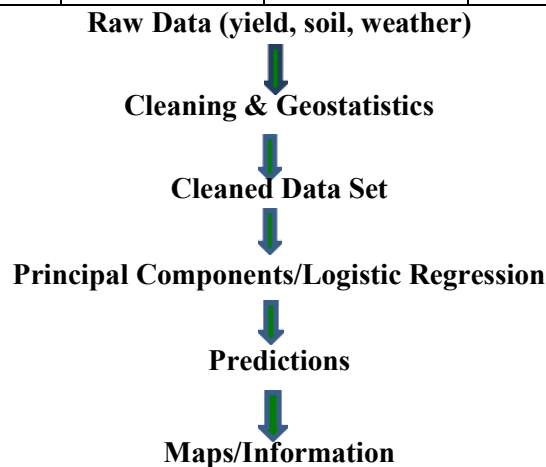 Raw Data (yield, soil, weather)
Cleaning & Geostatistics
Cleaned Data Set
Principal Components/Logistic Regression
Predictions
Maps/Information